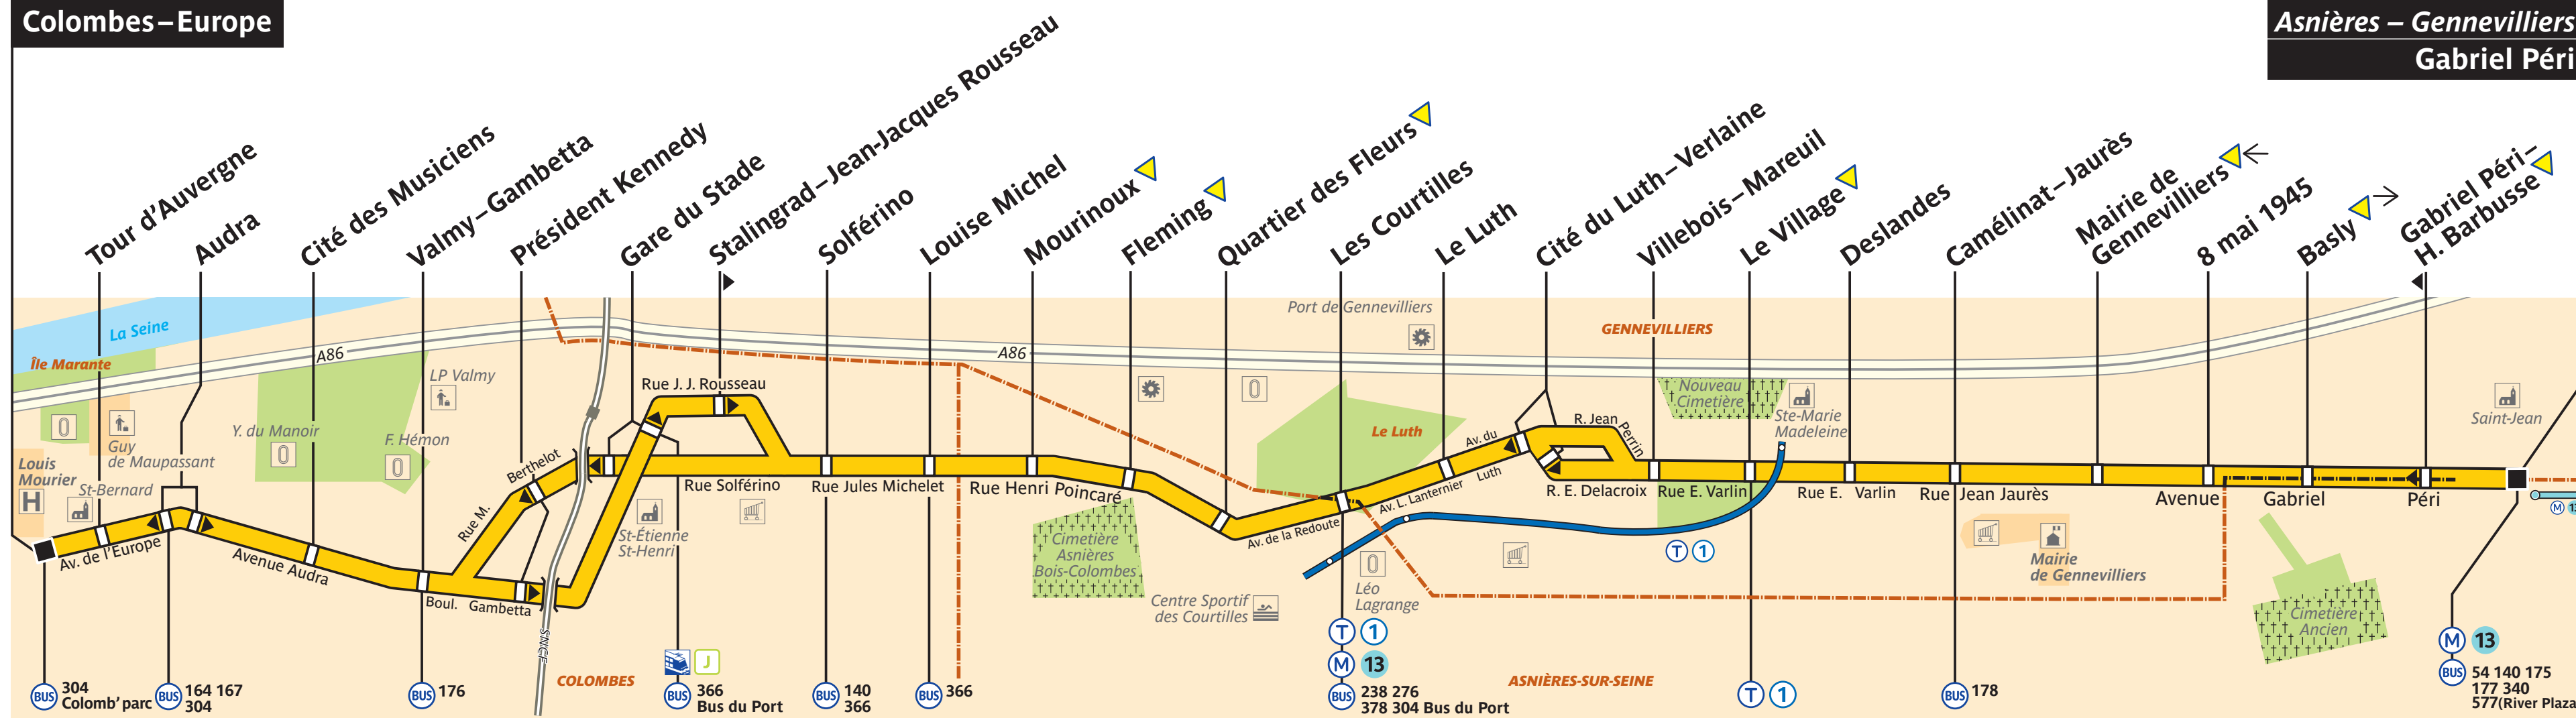 Colombes–Europe
Asnières – Gennevilliers
Gabriel Péri
Tour d'Auvergne
Audra
Cité des Musiciens
Valmy–Gambetta
Président Kennedy
Gare du Stade
Stalingrad–Jean-Jacques Rousseau
Solférino
Louise Michel
Mourinoux
Fleming
Quartier des Fleurs
Les Courtilles
Le Luth
Cité du Luth–Verlaine
Villebois–Mareuil
Le Village
Deslandes
Camélinat–Jaurès
Mairie de
Gennevilliers
8 mai 1945
Basly
Gabriel Péri–
H. Barbusse
La Seine
Île Marante
A86
A86
Port de Gennevilliers
GENNEVILLIERS
LP Valmy
Guy
de Maupassant
Y. du Manoir
F. Hémon
Louis
Mourier
H
St-Bernard
Rue J. J. Rousseau
Le Luth
Nouveau
Cimetière
Ste-Marie
Madeleine
Saint-Jean
Av. de l'Europe
Avenue Audra
Boul. Gambetta
Rue M.
Berthelot
Rue Solférino
Rue Jules Michelet
Rue Henri Poincaré
Av. de la Redoute
Av. L. Lanternier
Av. du
Luth
R. Jean
Perrin
R. E. Delacroix
Rue E. Varlin
Rue E. Varlin
Rue Jean Jaurès
Avenue Gabriel Péri
St-Étienne
St-Henri
Cimetière
Asnières
Bois-Colombes
Centre Sportif
des Courtilles
Léo
Lagrange
T 1
Mairie
de Gennevilliers
Cimetière
Ancien
SNCF
COLOMBES
ASNIÈRES-SUR-SEINE
BUS 304
Colomb' parc
BUS 164 167
304
BUS 176
J
BUS 366
Bus du Port
BUS 140
366
BUS 366
T 1
M 13
BUS 238 276
378 304 Bus du Port
T 1
BUS 178
M 13
BUS 54 140 175
177 340
577(River Plaza
M